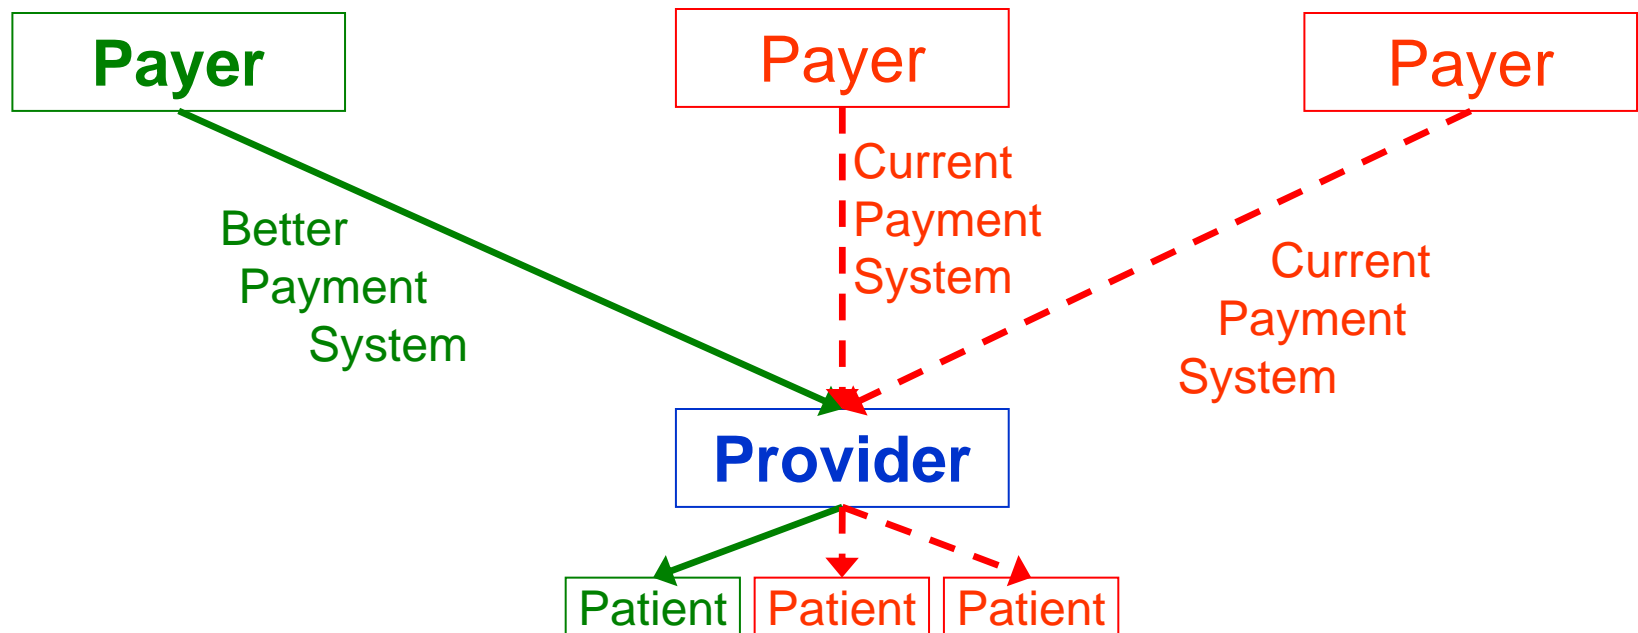 Payer
Payer
Payer
Better
Payment
System
Current
Payment
System
Current
Payment
System
Provider
Patient
Patient
Patient